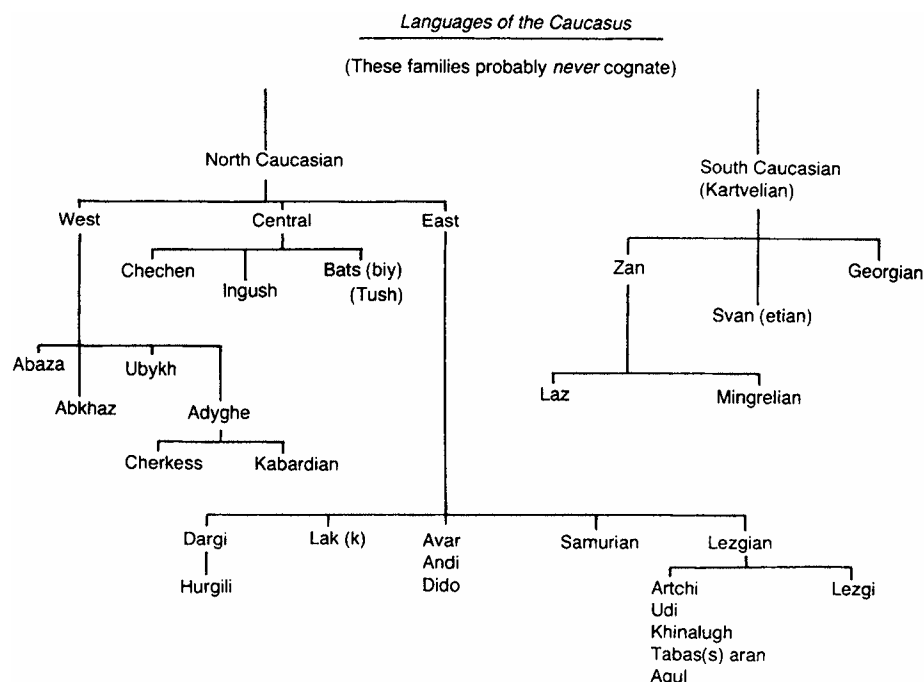 Languages of the Caucasus
(These families probably never cognate)
North Caucasian
South Caucasian
(Kartvelian)
West
Central
East
Chechen
Ingush
Bats (biy)
(Tush)
Zan
Georgian
Svan (etian)
Abaza
Ubykh
Abkhaz
Adyghe
Laz
Mingrelian
Cherkess
Kabardian
Dargi
Lak (k)
Avar
Andi
Dido
Samurian
Lezgian
Hurgili
Artchi
Udi
Khinalugh
Tabas(s) aran
Agul
Lezgi